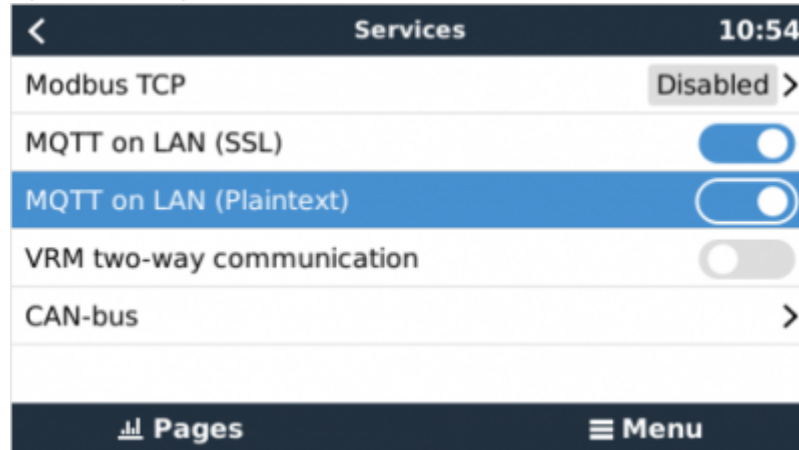 Services 10:54
Modbus TCP Disabled
MQTT on LAN (SSL)
MQTT on LAN (Plaintext)
VRM two-way communication
CAN-bus
Pages Menu